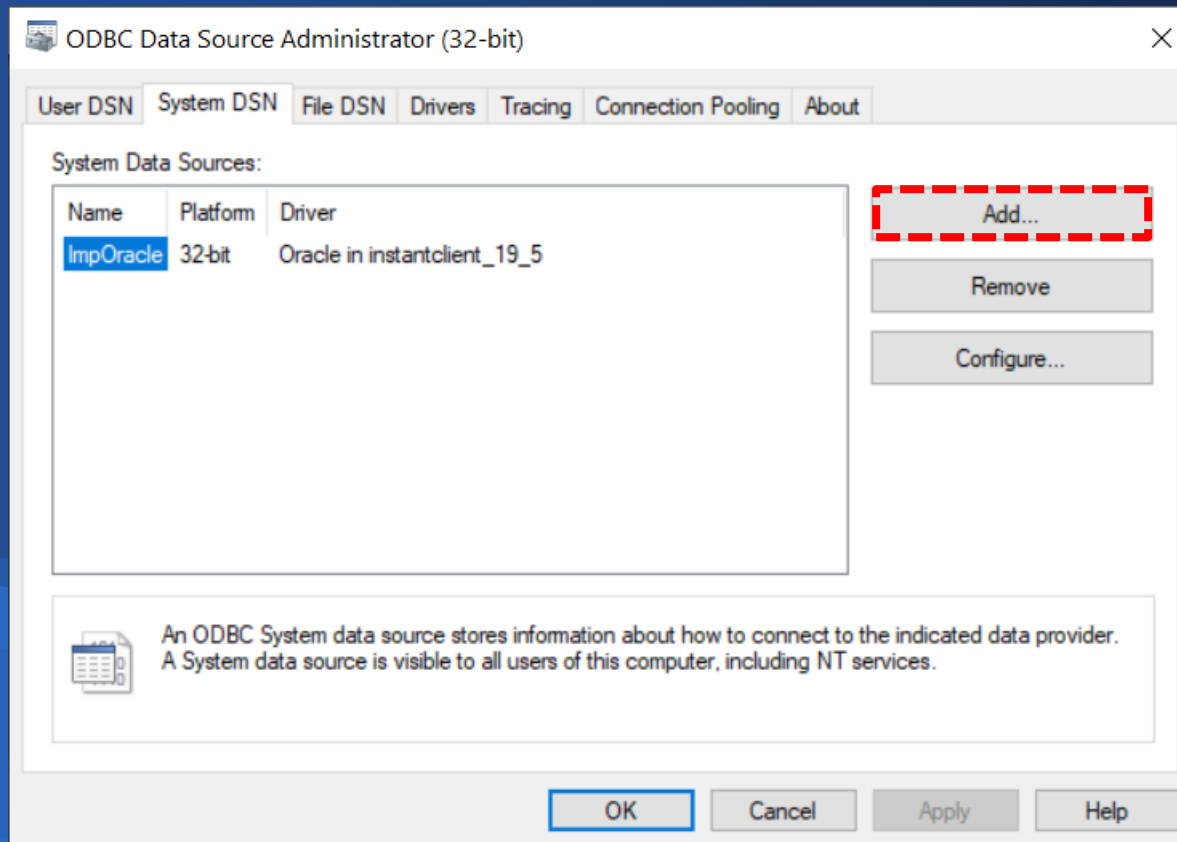 ODBC Data Source Administrator (32-bit)
User DSN System DSN File DSN Drivers Tracing Connection Pooling About
System Data Sources:
Name Platform Driver
ImpOracle 32-bit Oracle in instantclient_19_5
Add...
Remove
Configure...
An ODBC System data source stores information about how to connect to the indicated data provider.
A System data source is visible to all users of this computer, including NT services.
OK Cancel Apply Help